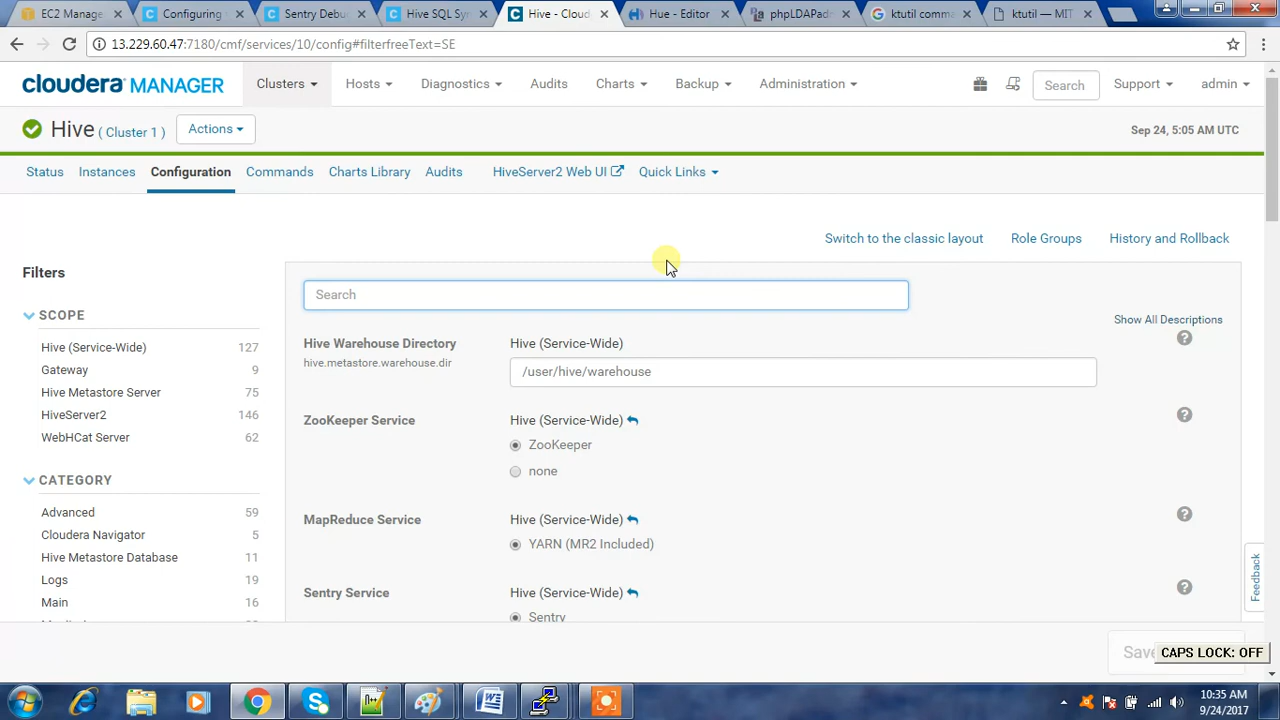 EC2 Manage
Configuring
Sentry Debu
Hive SQL Sy
Hive - Cloud
Hue - Editor
phpLDAPad
ktutil comma
ktutil — MIT
13.229.60.47:7180/cmf/services/10/config#filterfreeText=SE
cloudera MANAGER
Clusters
Hosts
Diagnostics
Audits
Charts
Backup
Administration
Search
Support
admin
Hive ( Cluster 1 )
Actions
Sep 24, 5:05 AM UTC
Status
Instances
Configuration
Commands
Charts Library
Audits
HiveServer2 Web UI
Quick Links
Switch to the classic layout
Role Groups
History and Rollback
Filters
SCOPE
Hive (Service-Wide) 127
Gateway 9
Hive Metastore Server 75
HiveServer2 146
WebHCat Server 62
CATEGORY
Advanced 59
Cloudera Navigator 5
Hive Metastore Database 11
Logs 19
Main 16
Search
Show All Descriptions
Hive Warehouse Directory
hive.metastore.warehouse.dir
Hive (Service-Wide)
/user/hive/warehouse
ZooKeeper Service
Hive (Service-Wide)
ZooKeeper
none
MapReduce Service
Hive (Service-Wide)
YARN (MR2 Included)
Sentry Service
Hive (Service-Wide)
Sentry
Feedback
Save
CAPS LOCK: OFF
10:35 AM
9/24/2017